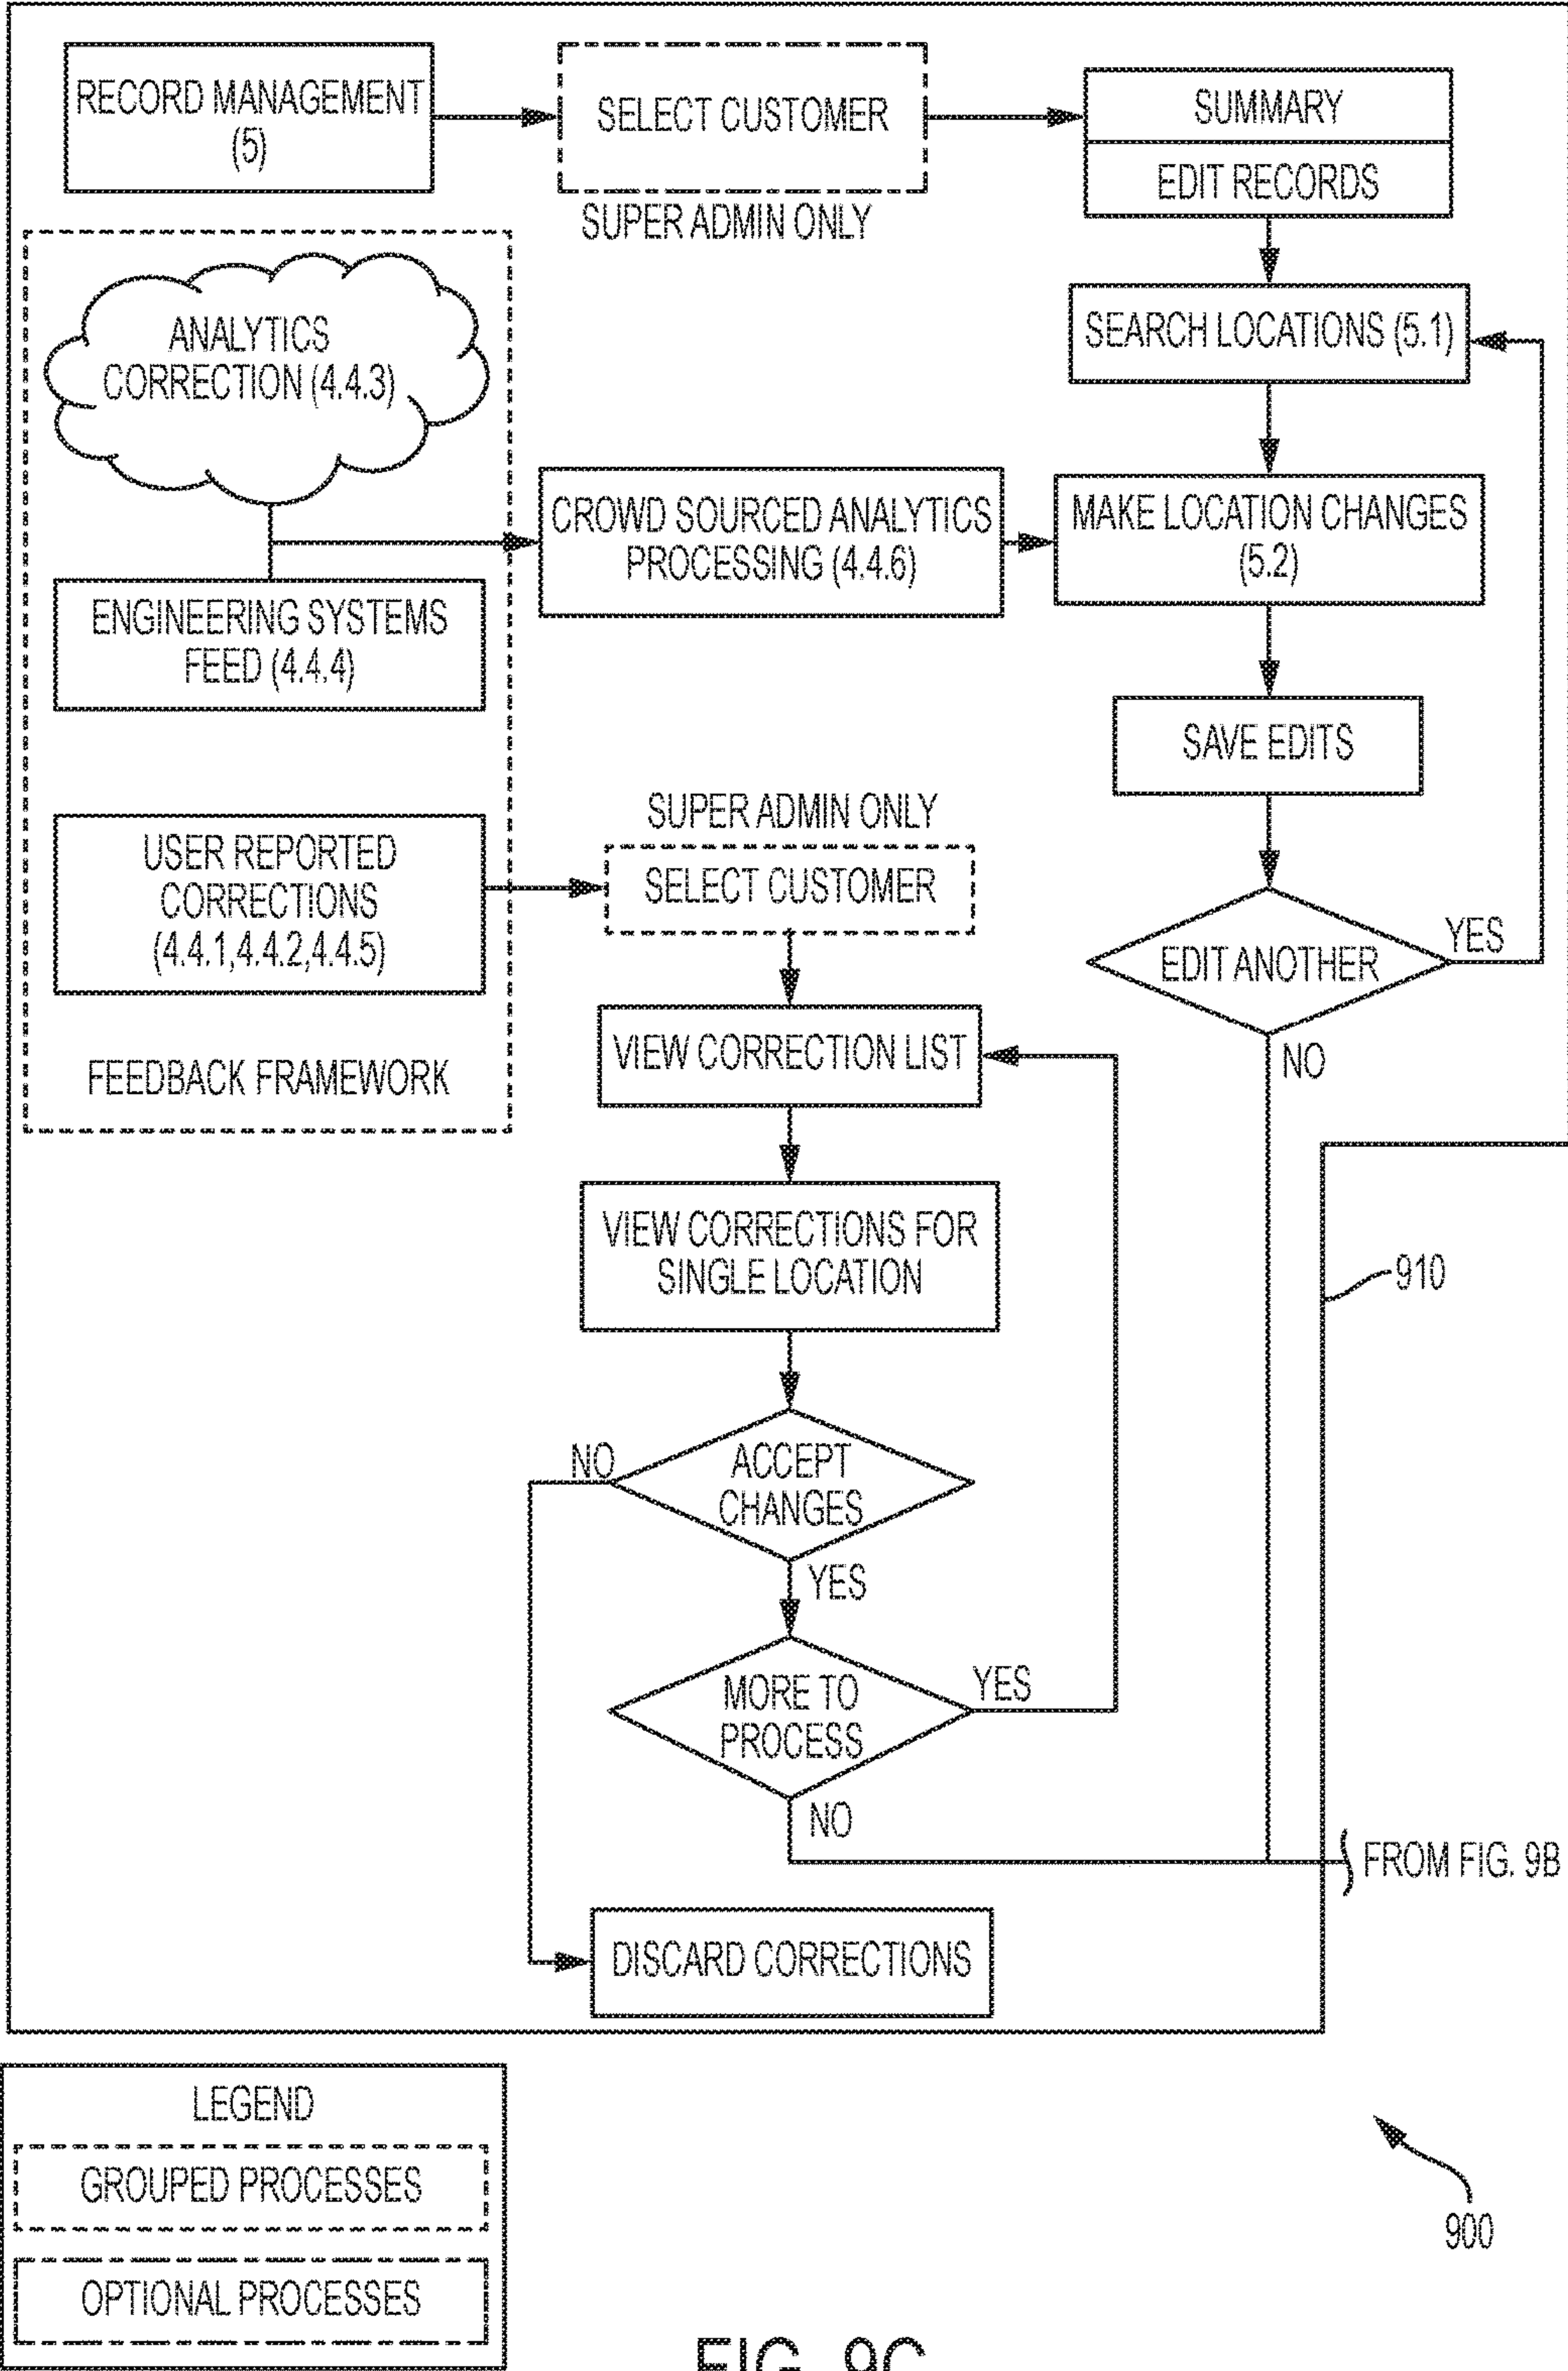 RECORD MANAGEMENT
(5)
SELECT CUSTOMER
SUPER ADMIN ONLY
SUMMARY
EDIT RECORDS
SEARCH LOCATIONS (5.1)
ANALYTICS
CORRECTION (4.4.3)
CROWD SOURCED ANALYTICS
PROCESSING (4.4.6)
MAKE LOCATION CHANGES
(5.2)
ENGINEERING SYSTEMS
FEED (4.4.4)
SAVE EDITS
USER REPORTED
CORRECTIONS
(4.4.1,4.4.2,4.4.5)
SUPER ADMIN ONLY
SELECT CUSTOMER
EDIT ANOTHER
YES
NO
FEEDBACK FRAMEWORK
VIEW CORRECTION LIST
VIEW CORRECTIONS FOR
SINGLE LOCATION
910
ACCEPT
CHANGES
NO
YES
MORE TO
PROCESS
YES
NO
FROM FIG. 9B
DISCARD CORRECTIONS
LEGEND
GROUPED PROCESSES
OPTIONAL PROCESSES
900
FIG. 9C